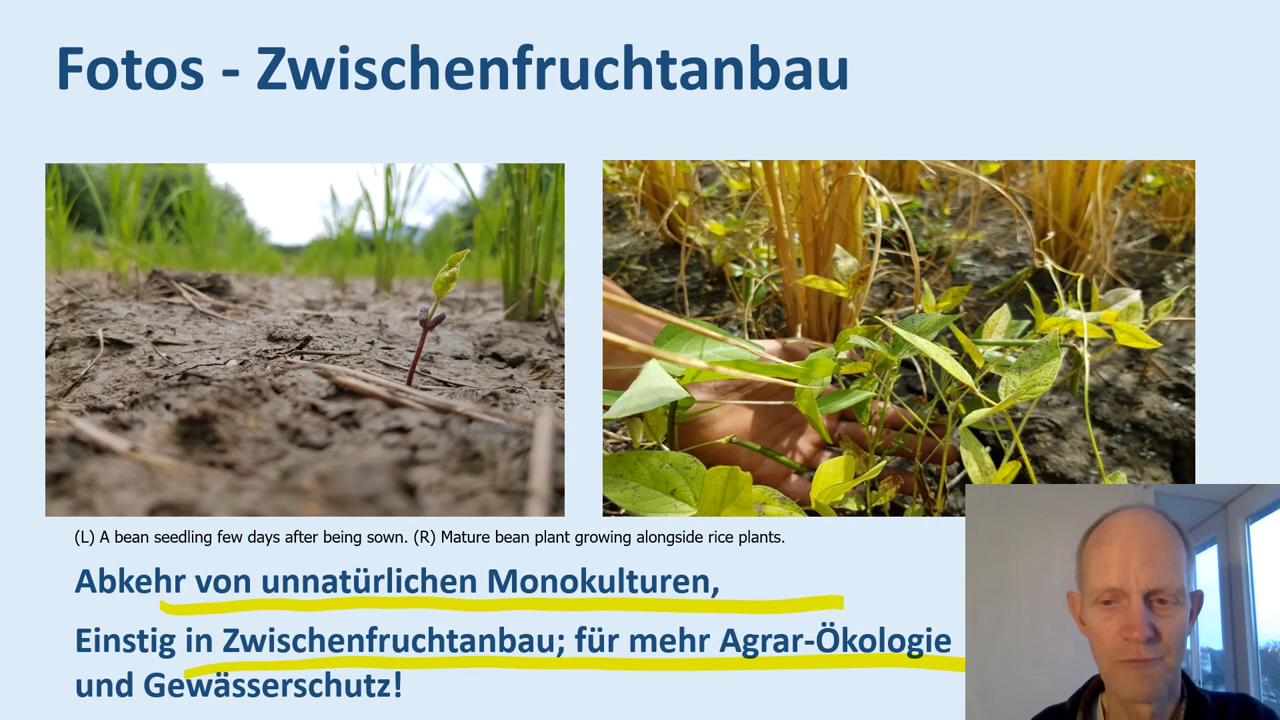 Fotos - Zwischenfruchtanbau
(L) A bean seedling few days after being sown. (R) Mature bean plant growing alongside rice plants.
Abkehr von unnatürlichen Monokulturen,
Einstig in Zwischenfruchtanbau; für mehr Agrar-Ökologie
und Gewässerschutz!